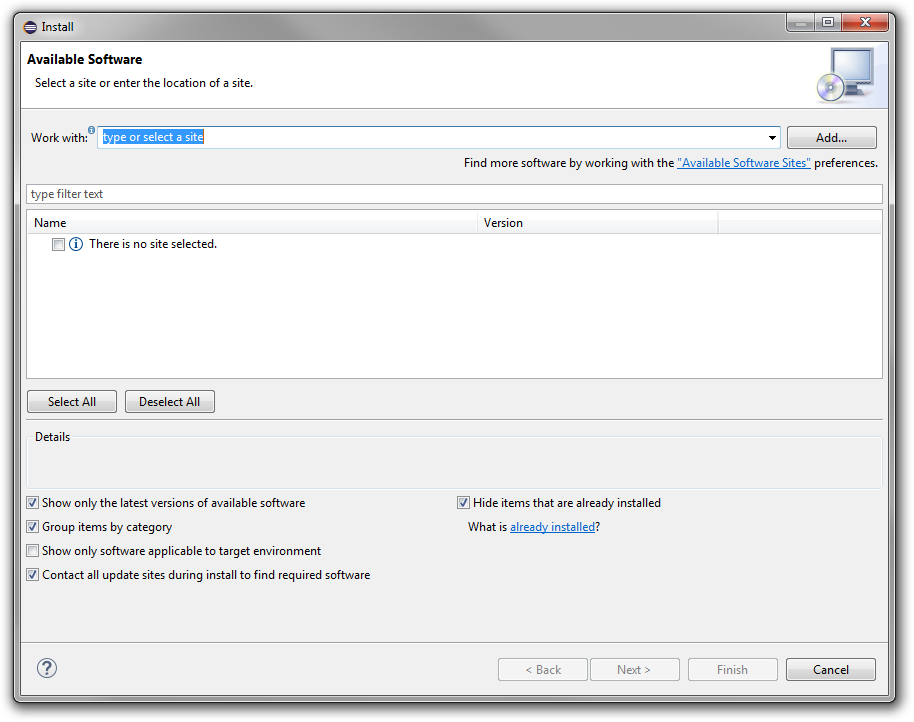 Install
Available Software
Select a site or enter the location of a site.
Work with: type or select a site Add...
Find more software by working with the "Available Software Sites" preferences.
type filter text
Name Version
There is no site selected.
Select All Deselect All
Details
Show only the latest versions of available software Hide items that are already installed
Group items by category What is already installed?
Show only software applicable to target environment
Contact all update sites during install to find required software
? < Back Next > Finish Cancel